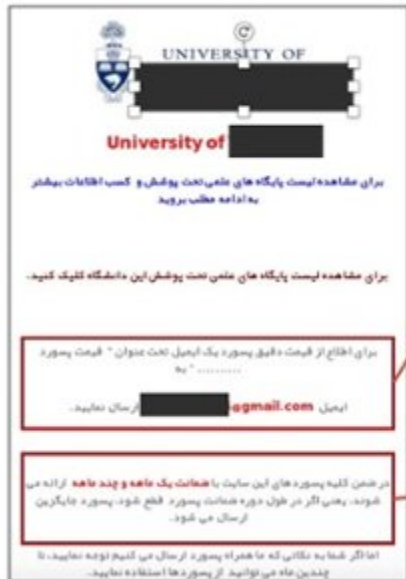 UNIVERSITY OF
University of
برای مشاهده لیست پایگاه های علمی تحت پوشش و کسب اطلاعات بیشتر
به ادامه مطلب بروید
برای مشاهده لیست پایگاه های علمی تحت پوشش این دانشگاه کلیک کنید.
برای اطلاع از قیمت دقیق پسورد یک ایمیل تحت عنوان " قیمت پسورد
.......... " به
ایمیل @gmail.com ارسال نمایید.
در ضمن کلیه پسوردهای این سایت با ضمانت یک ماهه و چند ماهه ارائه می
شوند. یعنی اگر در طول دوره ضمانت پسورد قطع شود، پسورد جایگزین
ارسال می شود.
اما اگر شما به نکاتی که ما همراه پسورد ارسال می کنیم توجه نمایید، تا
چندین ماه می توانید از پسوردها استفاده نمایید.